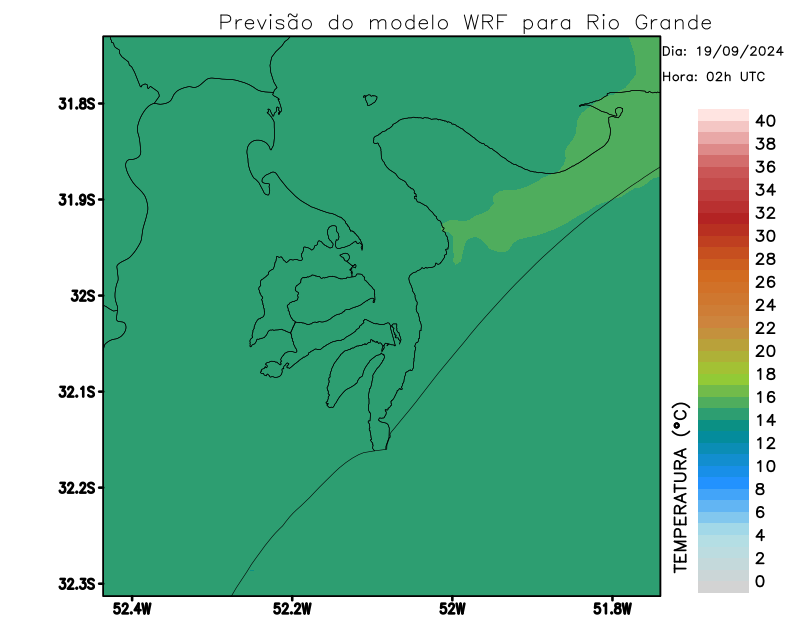 Previsão do modelo WRF para Rio Grande
Dia: 19/09/2024
Hora: 02h UTC
31.8S
31.9S
32S
32.1S
32.2S
32.3S
52.4W
52.2W
52W
51.8W
TEMPERATURA (°C)
40
38
36
34
32
30
28
26
24
22
20
18
16
14
12
10
8
6
4
2
0